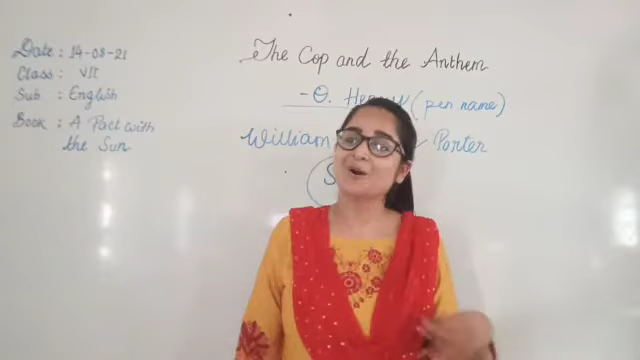 Date : 14-08-21
Class : VII
Sub : English
Book : A Pact with
the Sun
The Cop and the Anthem
- O. Henry (pen name)
William Porter
S